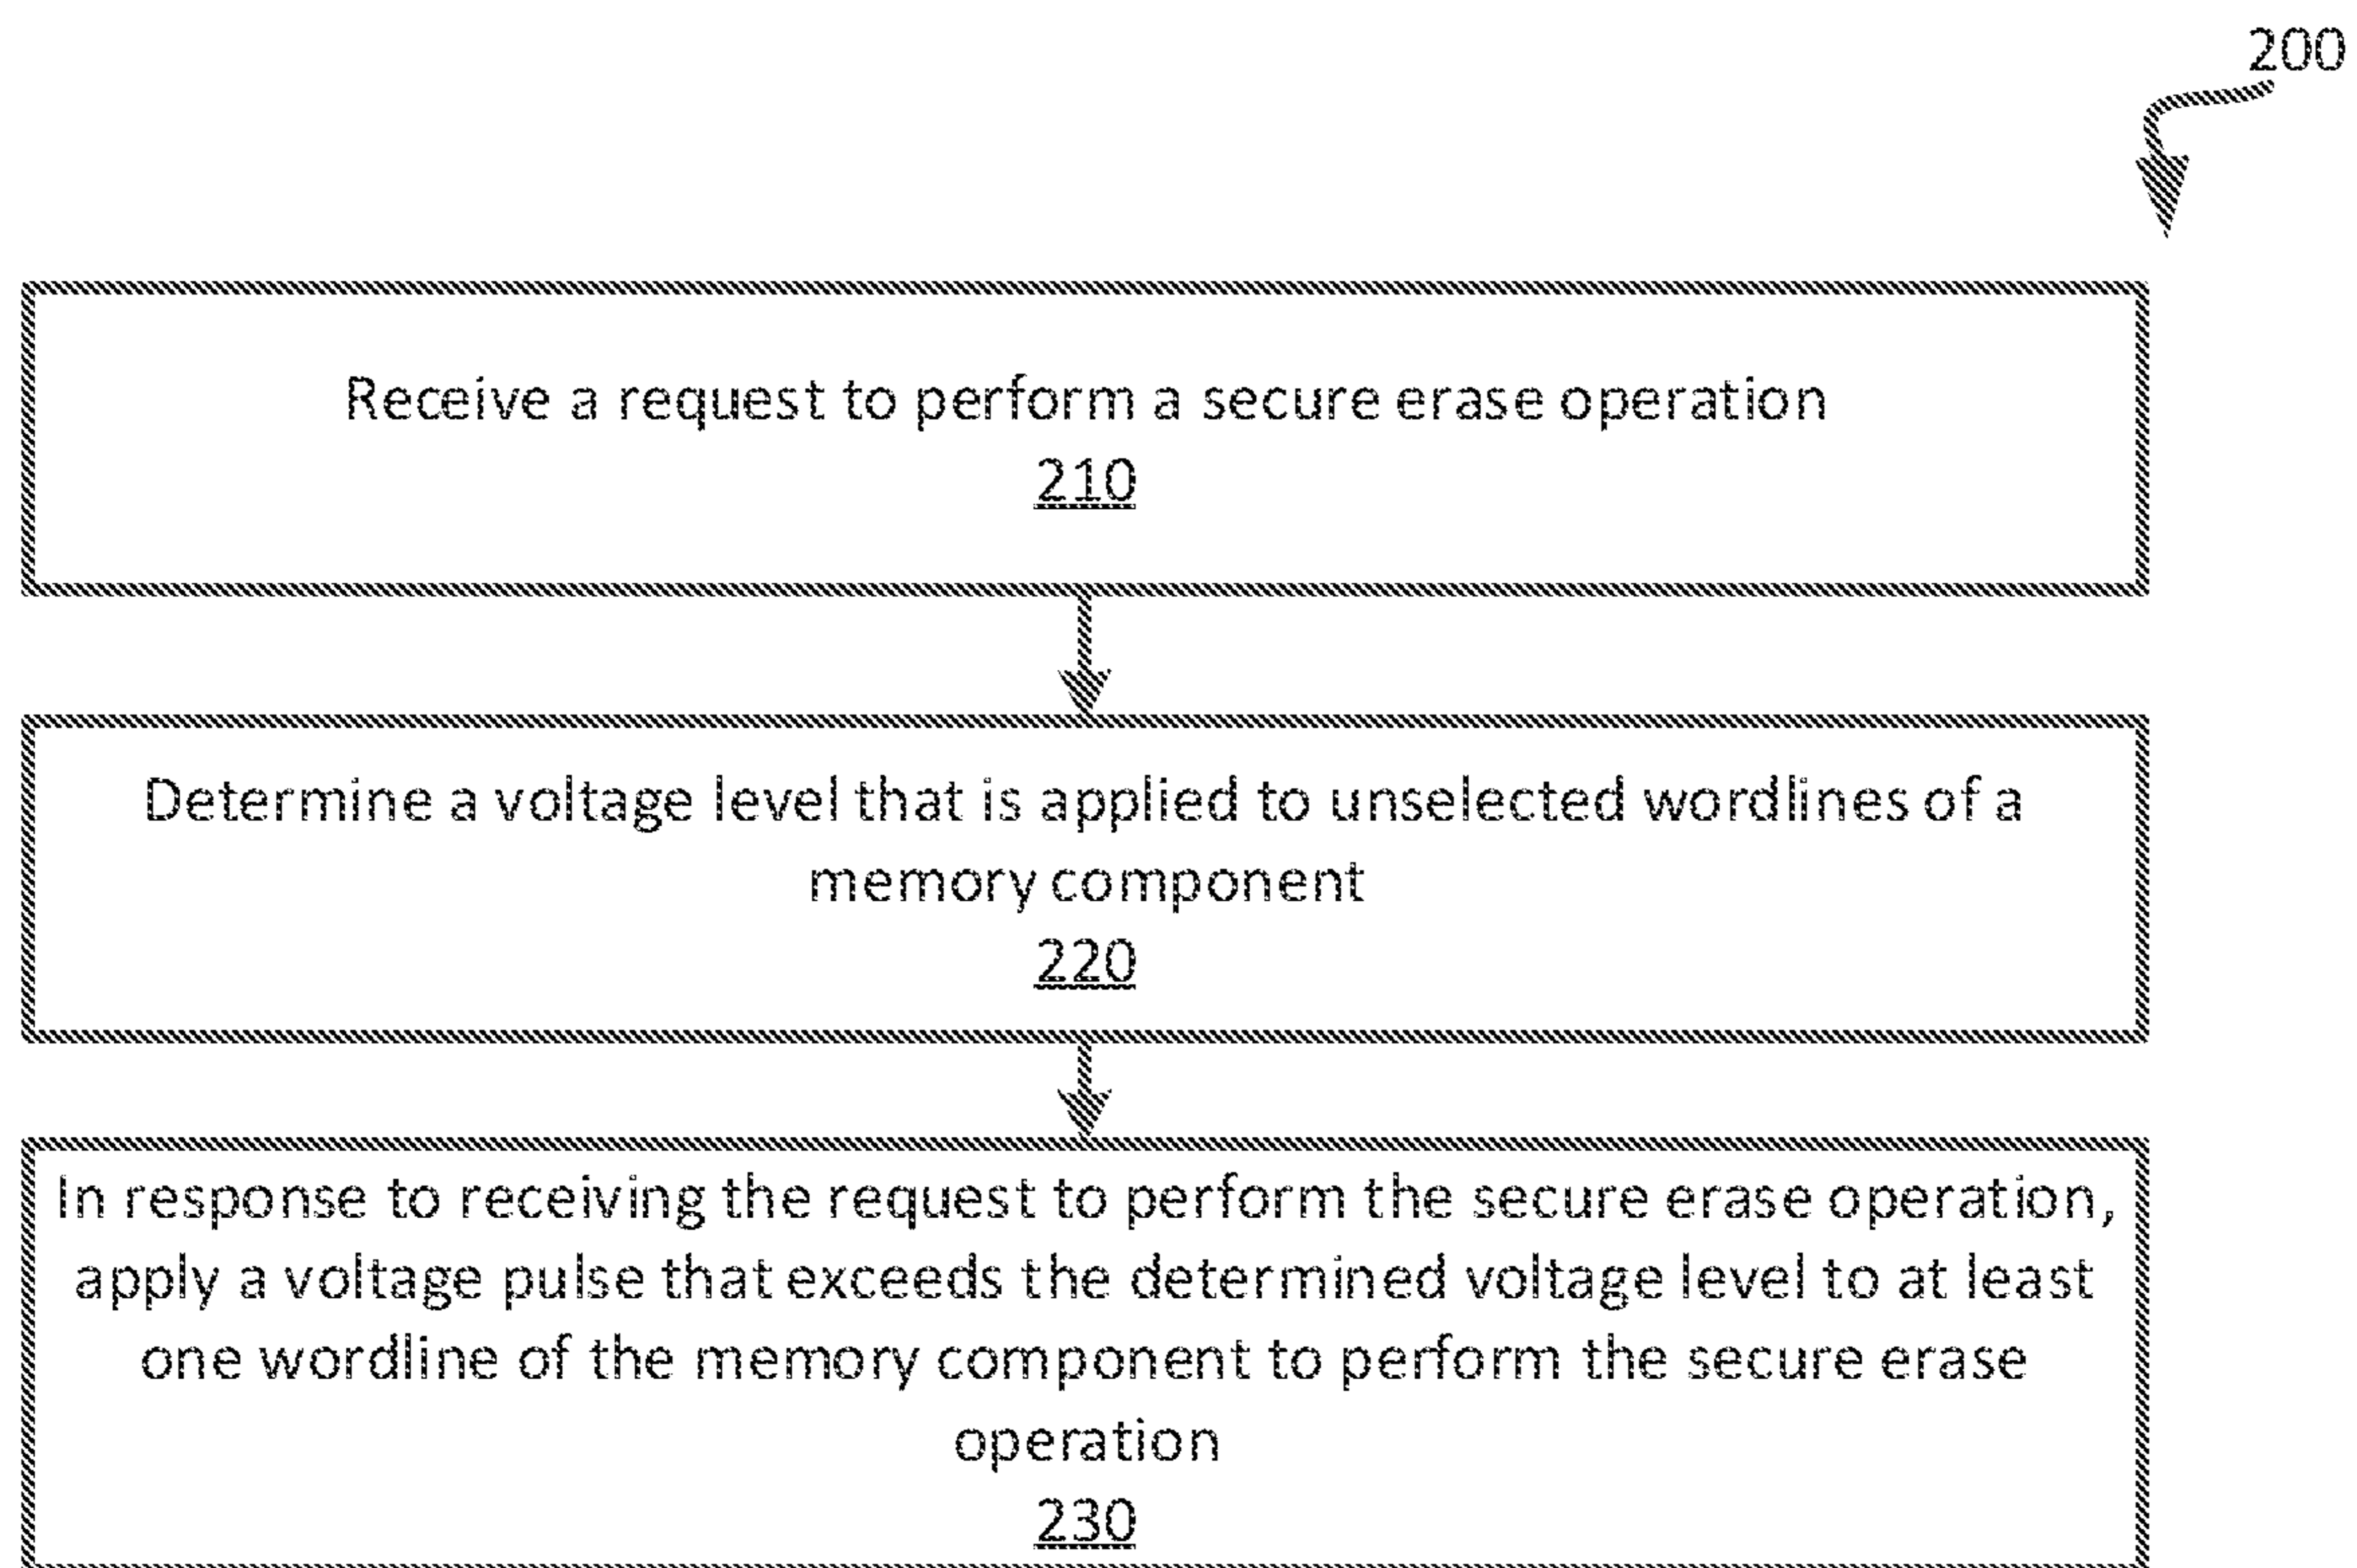 200
Receive a request to perform a secure erase operation
210
Determine a voltage level that is applied to unselected wordlines of a
memory component
220
In response to receiving the request to perform the secure erase operation,
apply a voltage pulse that exceeds the determined voltage level to at least
one wordline of the memory component to perform the secure erase
operation
230